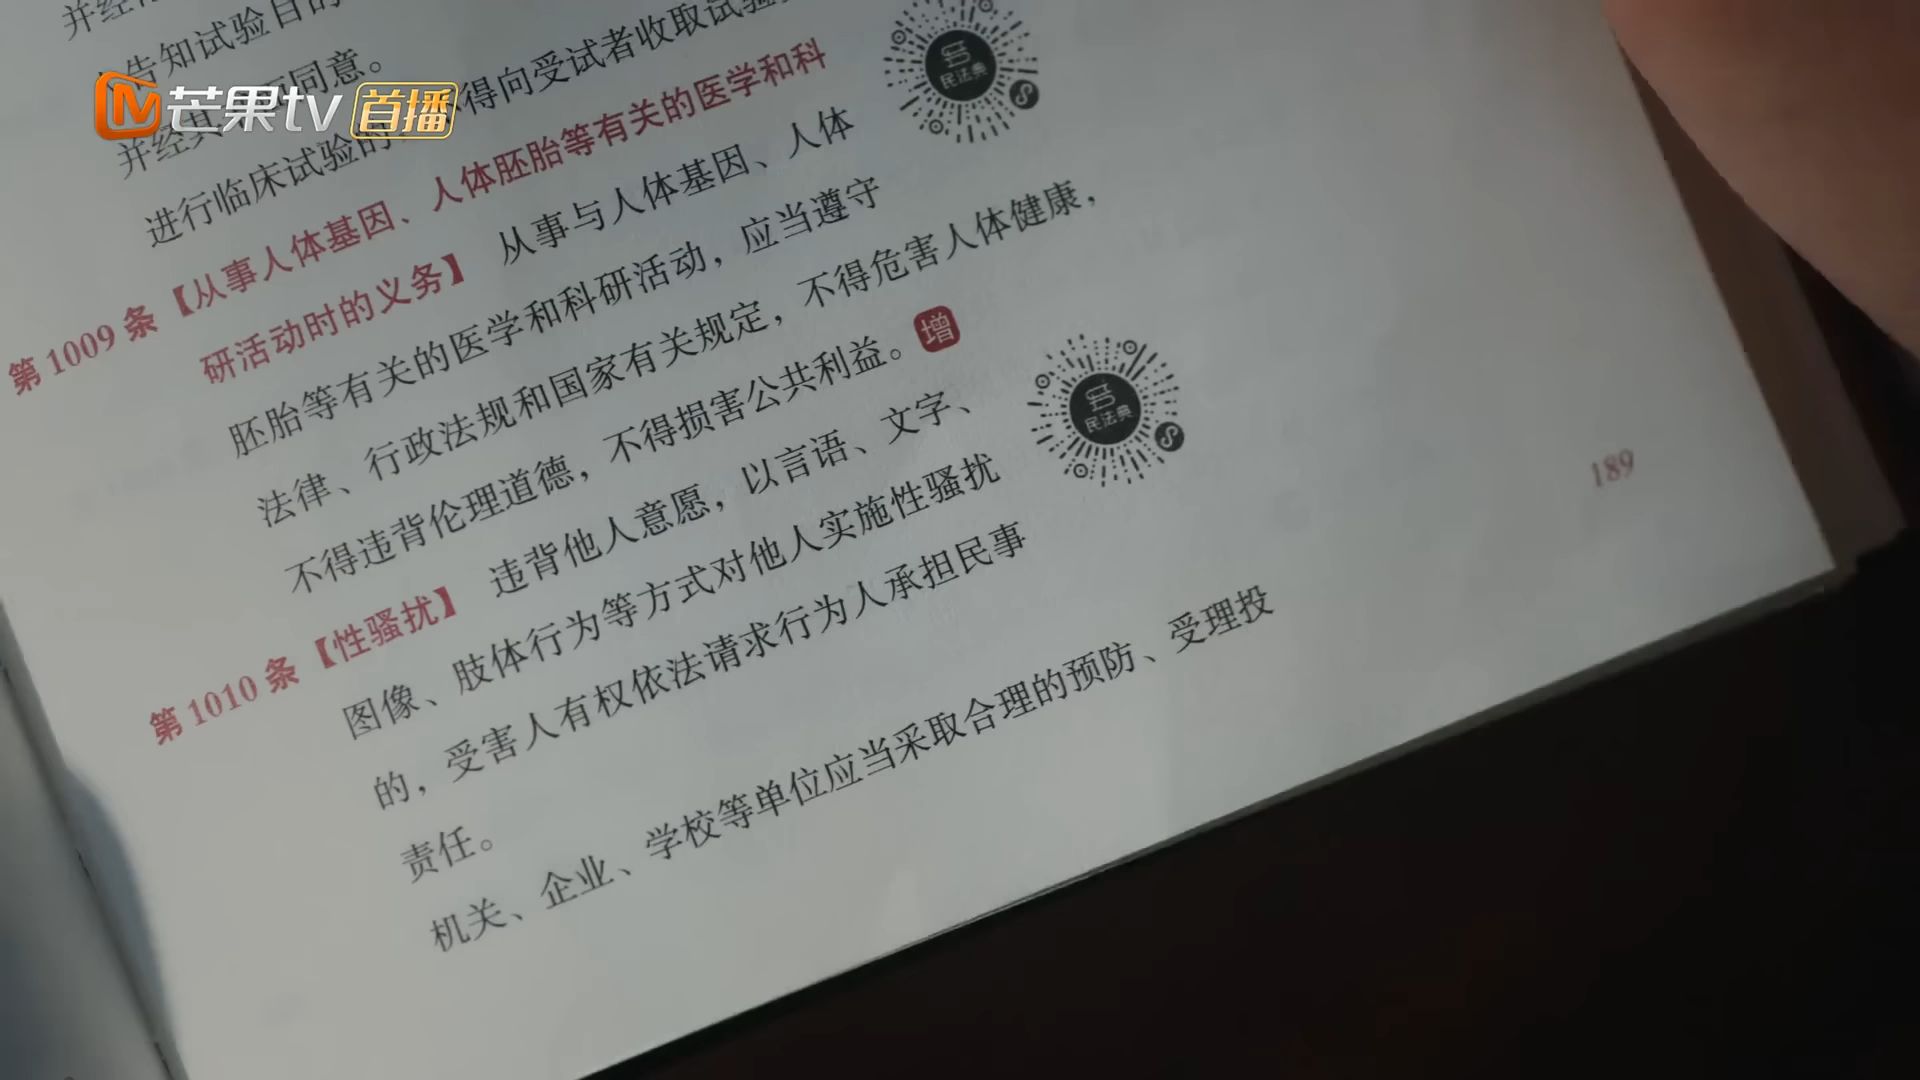 告知试验目的
芒果tv 首播
同意。
并经其
进行临床试验的
得向受试者收取试验
第1009条【从事人体基因、人体胚胎等有关的医学和科
研活动时的义务】 从事与人体基因、人体
胚胎等有关的医学和科研活动，应当遵守
法律、行政法规和国家有关规定，不得危害人体健康，
不得违背伦理道德，不得损害公共利益。增
民法典
第1010条【性骚扰】 违背他人意愿，以言语、文字、
图像、肢体行为等方式对他人实施性骚扰
的，受害人有权依法请求行为人承担民事
责任。
民法典
机关、企业、学校等单位应当采取合理的预防、受理投
189